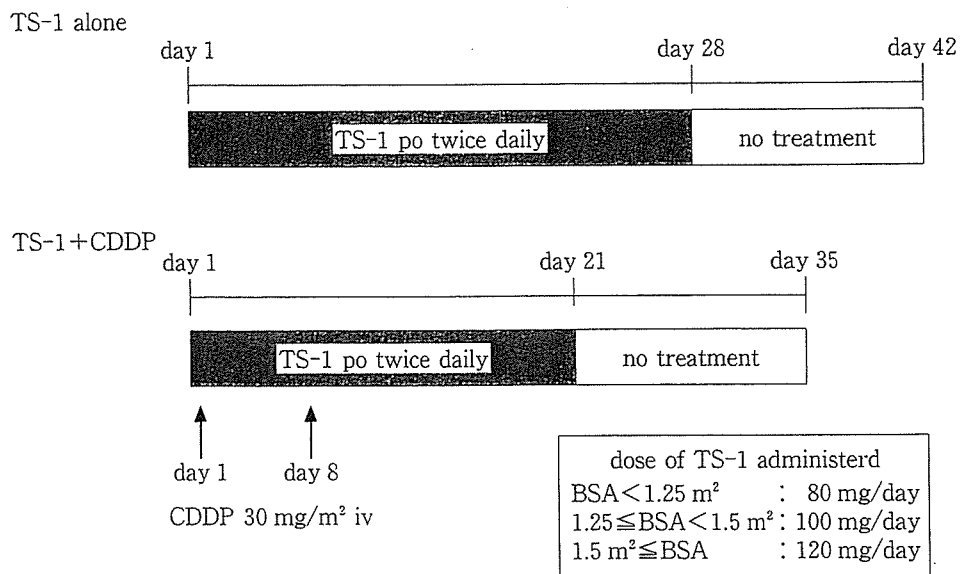 TS-1 alone
day 1
day 28
day 42
TS-1 po twice daily
no treatment
TS-1+CDDP
day 1
day 21
day 35
TS-1 po twice daily
no treatment
day 1
day 8
CDDP 30 mg/m² iv
dose of TS-1 administerd
BSA<1.25 m² : 80 mg/day
1.25≦BSA<1.5 m² : 100 mg/day
1.5 m²≦BSA : 120 mg/day